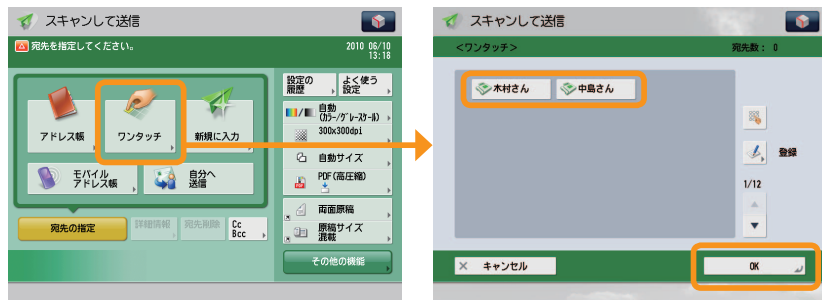 スキャンして送信
宛先を指定してください。
2010 06/10
13:18
アドレス帳
ワンタッチ
新規に入力
モバイル
アドレス帳
自分へ
送信
宛先の指定
詳細情報
宛先削除
Cc
Bcc
設定の
履歴
よく使う
設定
自動
(カラー/グレースケール)
300x300dpi
自動サイズ
PDF(高圧縮)
両面原稿
原稿サイズ
混載
その他の機能
スキャンして送信
<ワンタッチ>
宛先数: 0
木村さん
中島さん
登録
1/12
キャンセル
OK